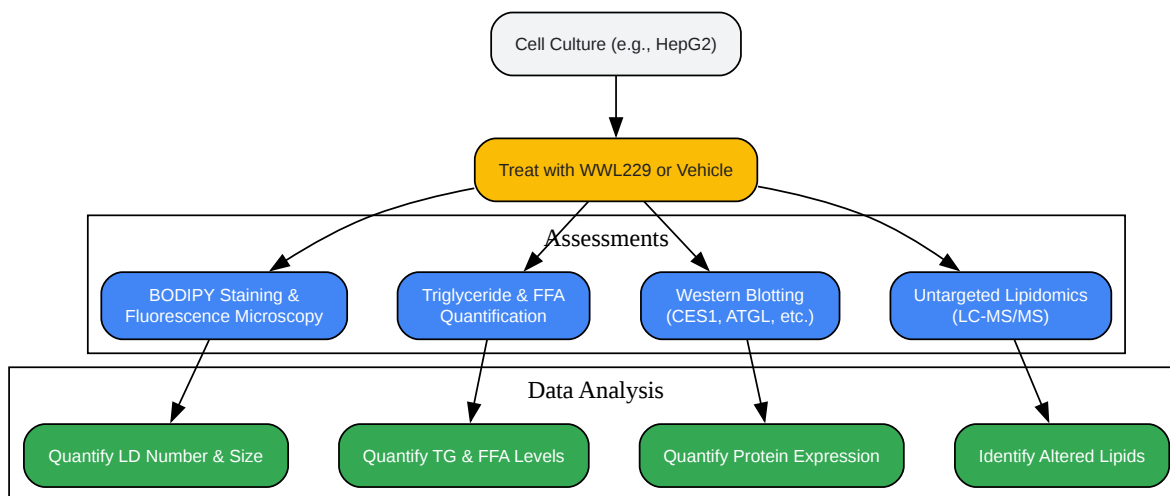 Cell Culture (e.g., HepG2)
Treat with WWL229 or Vehicle
Assessments
BODIPY Staining &
Fluorescence Microscopy
Triglyceride & FFA
Quantification
Western Blotting
(CES1, ATGL, etc.)
Untargeted Lipidomics
(LC-MS/MS)
Data Analysis
Quantify LD Number & Size
Quantify TG & FFA Levels
Quantify Protein Expression
Identify Altered Lipids